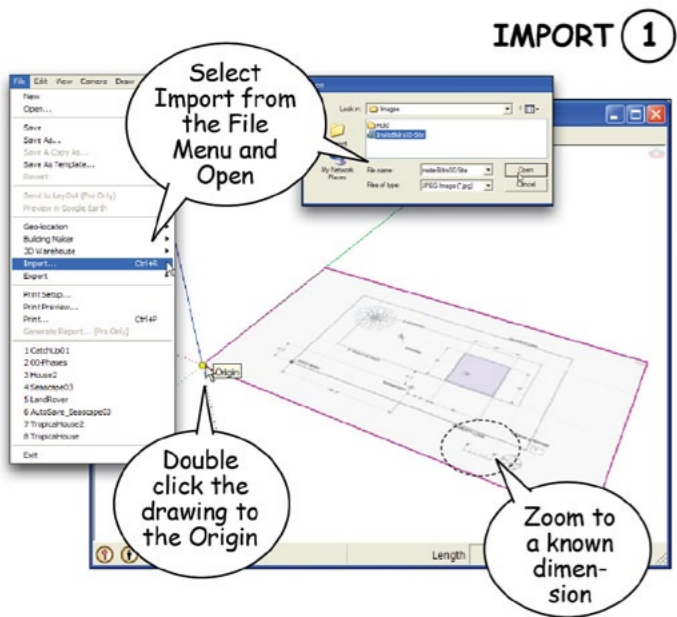 IMPORT 1
File Edit View Camera Draw
New
Open...
Save
Save As...
Save A Copy As...
Save As Template...
Revert
Send to LayOut (Pro Only)
Preview in Google Earth
Geo-location
Building Maker
3D Warehouse
Import... Ctrl+R
Export
Print Setup...
Print Preview...
Print... Ctrl+P
Generate Report... (Pro Only)
1 CatchUp01
2 00-Phases
3 House2
4 Seascape03
5 LandRover
6 AutoSave_Seascape03
7 TropicalHouse2
8 TropicalHouse
Exit
Select
Import from
the File
Menu and
Open
Look in: Images
My Network
Places
File name:
Files of type: JPEG Image (*.jpg)
Open
Cancel
Origin
Double
click the
drawing to
the Origin
Zoom to
a known
dimen-
sion
Length